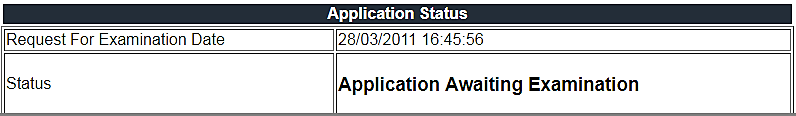 Application Status
Request For Examination Date 28/03/2011 16:45:56
Status Application Awaiting Examination